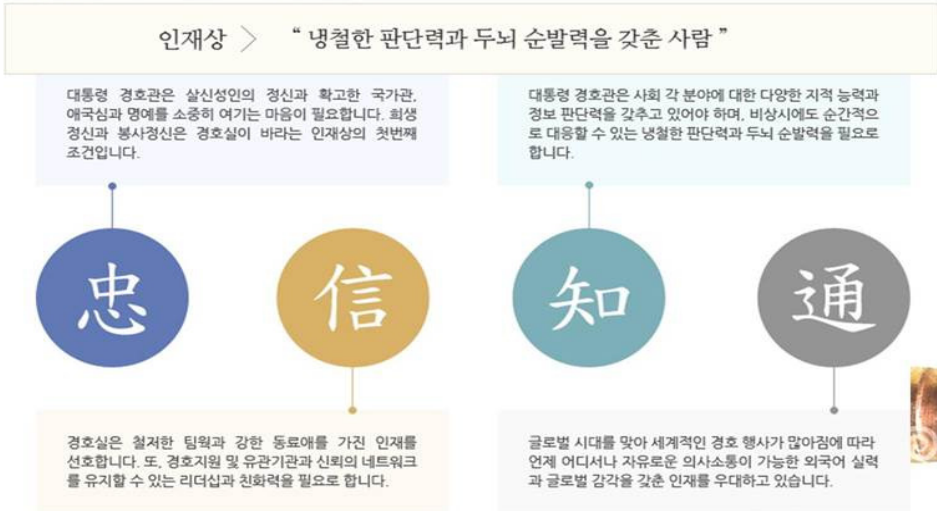 인재상 > “ 냉철한 판단력과 두뇌 순발력을 갖춘 사람 ”
대통령 경호관은 살신성인의 정신과 확고한 국가관,
애국심과 명예를 소중히 여기는 마음이 필요합니다. 희생
정신과 봉사정신은 경호실이 바라는 인재상의 첫번째
조건입니다.
대통령 경호관은 사회 각 분야에 대한 다양한 지적 능력과
정보 판단력을 갖추고 있어야 하며, 비상시에도 순간적으
로 대응할 수 있는 냉철한 판단력과 두뇌 순발력을 필요로
합니다.
忠 信 知 通
경호실은 철저한 팀웍과 강한 동료애를 가진 인재를
선호합니다. 또, 경호지원 및 유관기관과 신뢰의 네트워크
를 유지할 수 있는 리더십과 친화력을 필요로 합니다.
글로벌 시대를 맞아 세계적인 경호 행사가 많아짐에 따라
언제 어디서나 자유로운 의사소통이 가능한 외국어 실력
과 글로벌 감각을 갖춘 인재를 우대하고 있습니다.